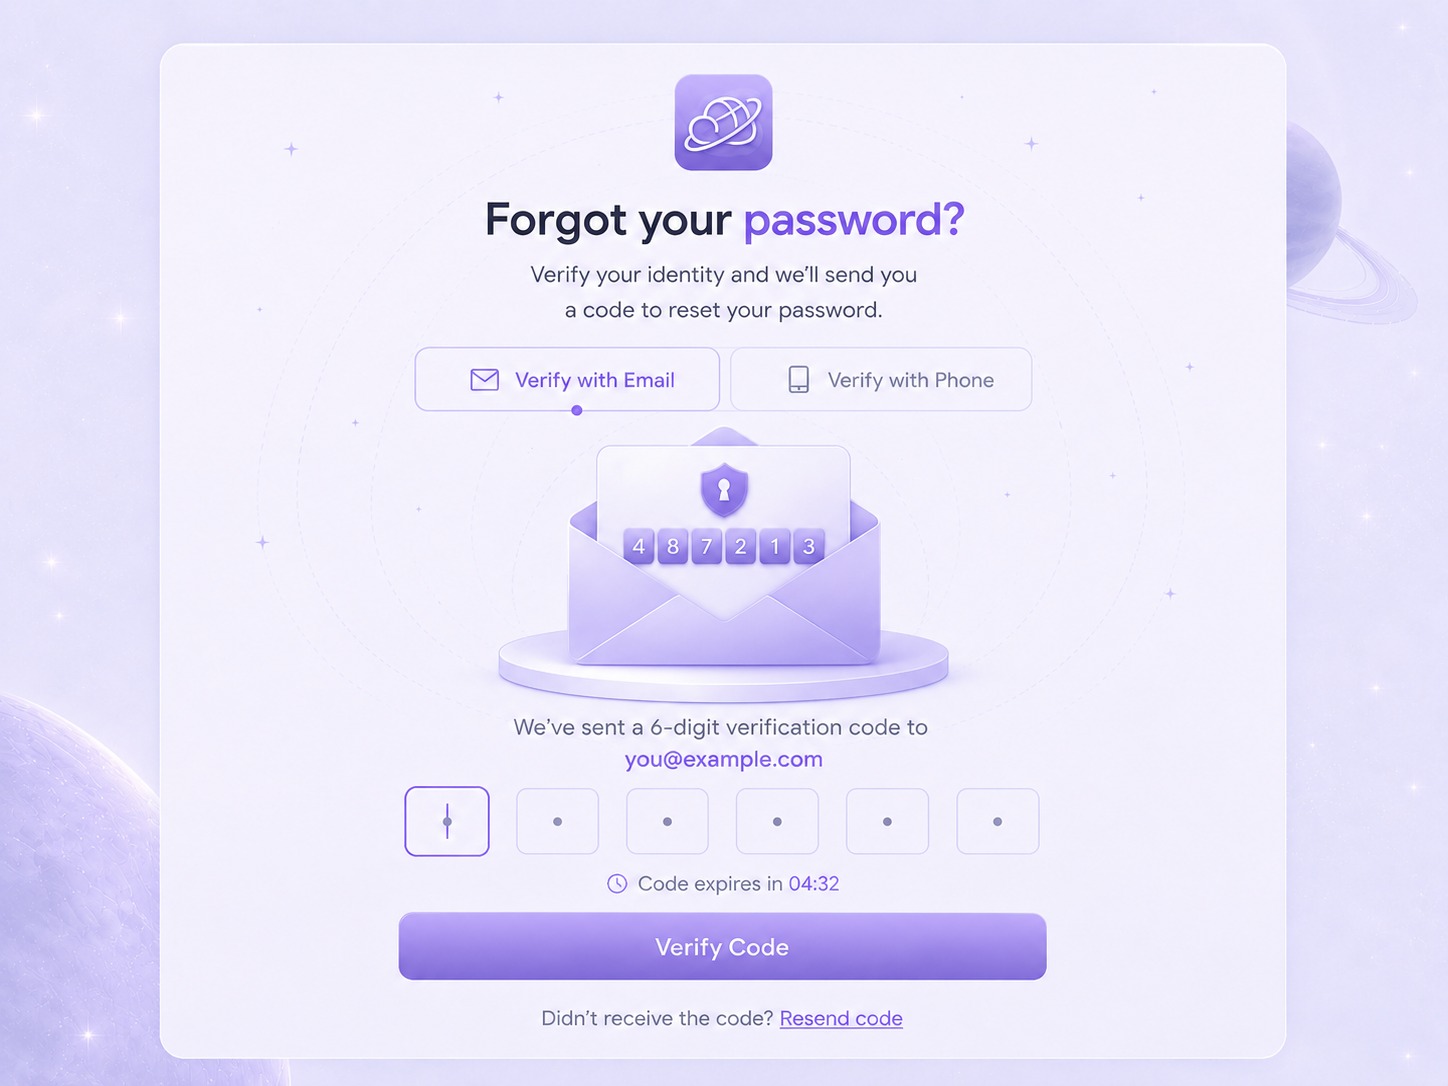 Forgot your password?
Verify your identity and we’ll send you
a code to reset your password.
Verify with Email
Verify with Phone
4 8 7 2 1 3
We’ve sent a 6-digit verification code to
you@example.com
Code expires in 04:32
Verify Code
Didn’t receive the code? Resend code